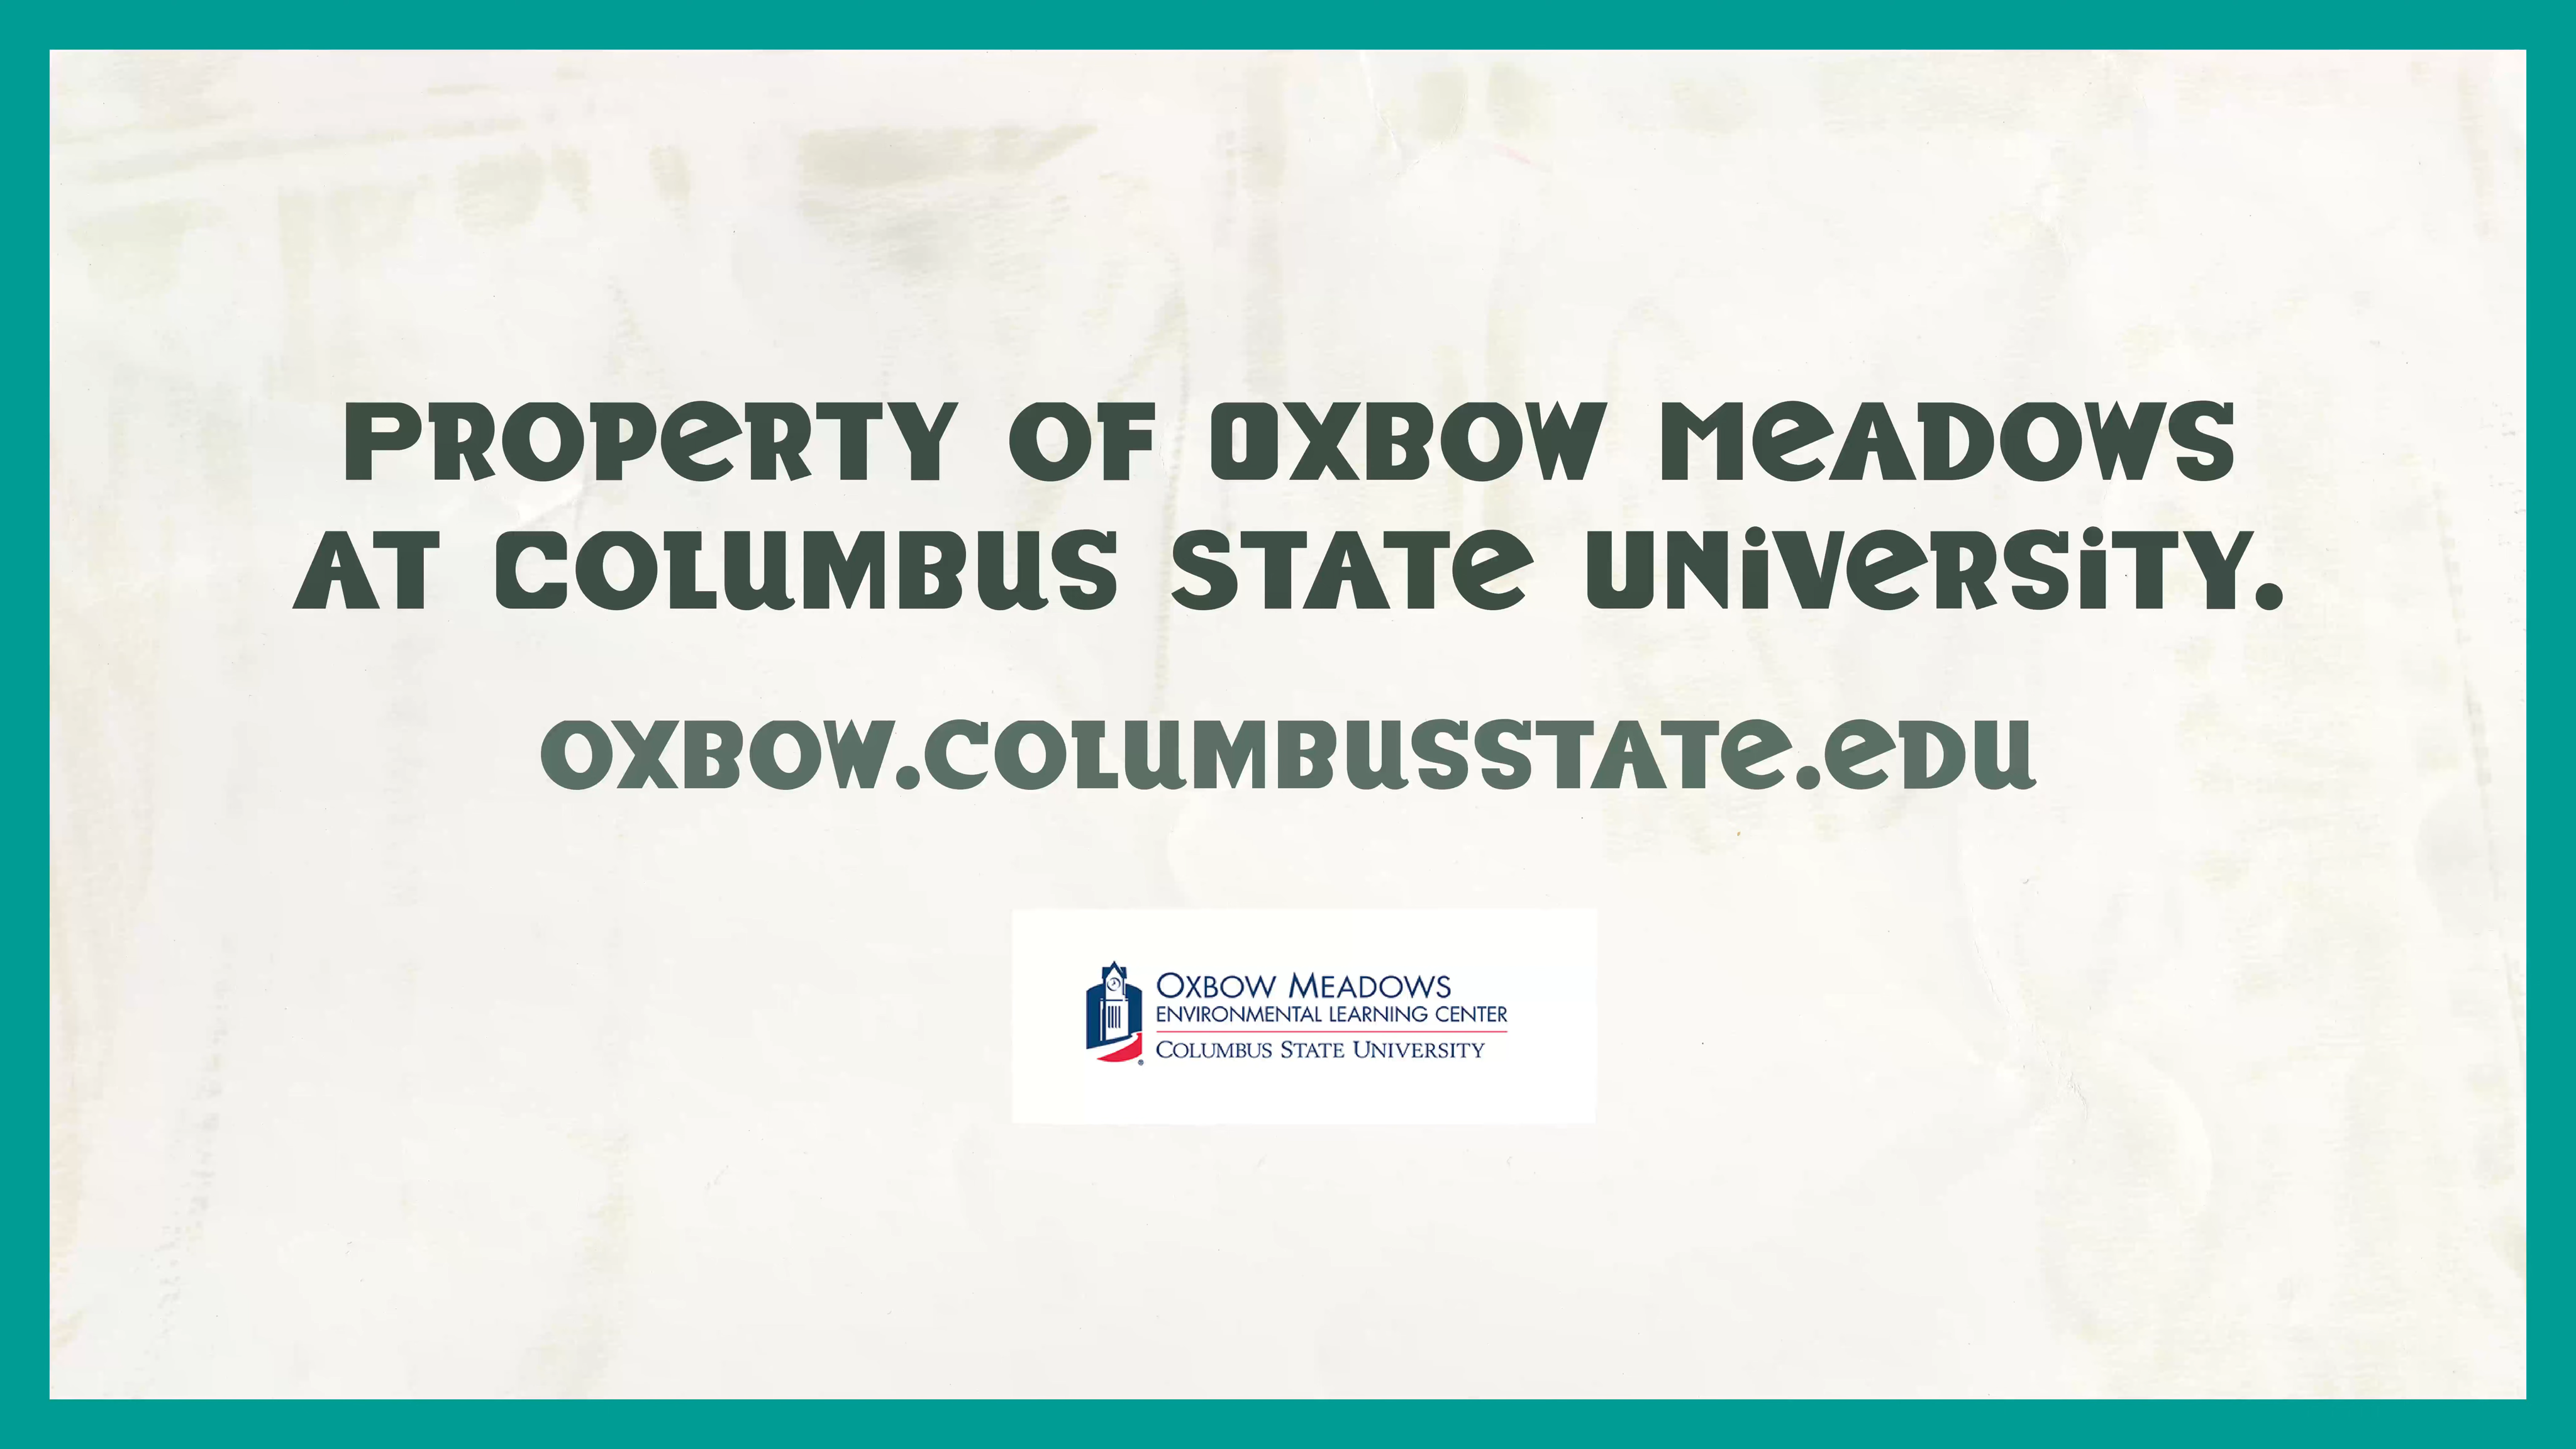 Property of Oxbow Meadows
at Columbus State University.
oxbow.columbusstate.edu
Oxbow Meadows
Environmental Learning Center
Columbus State University
®